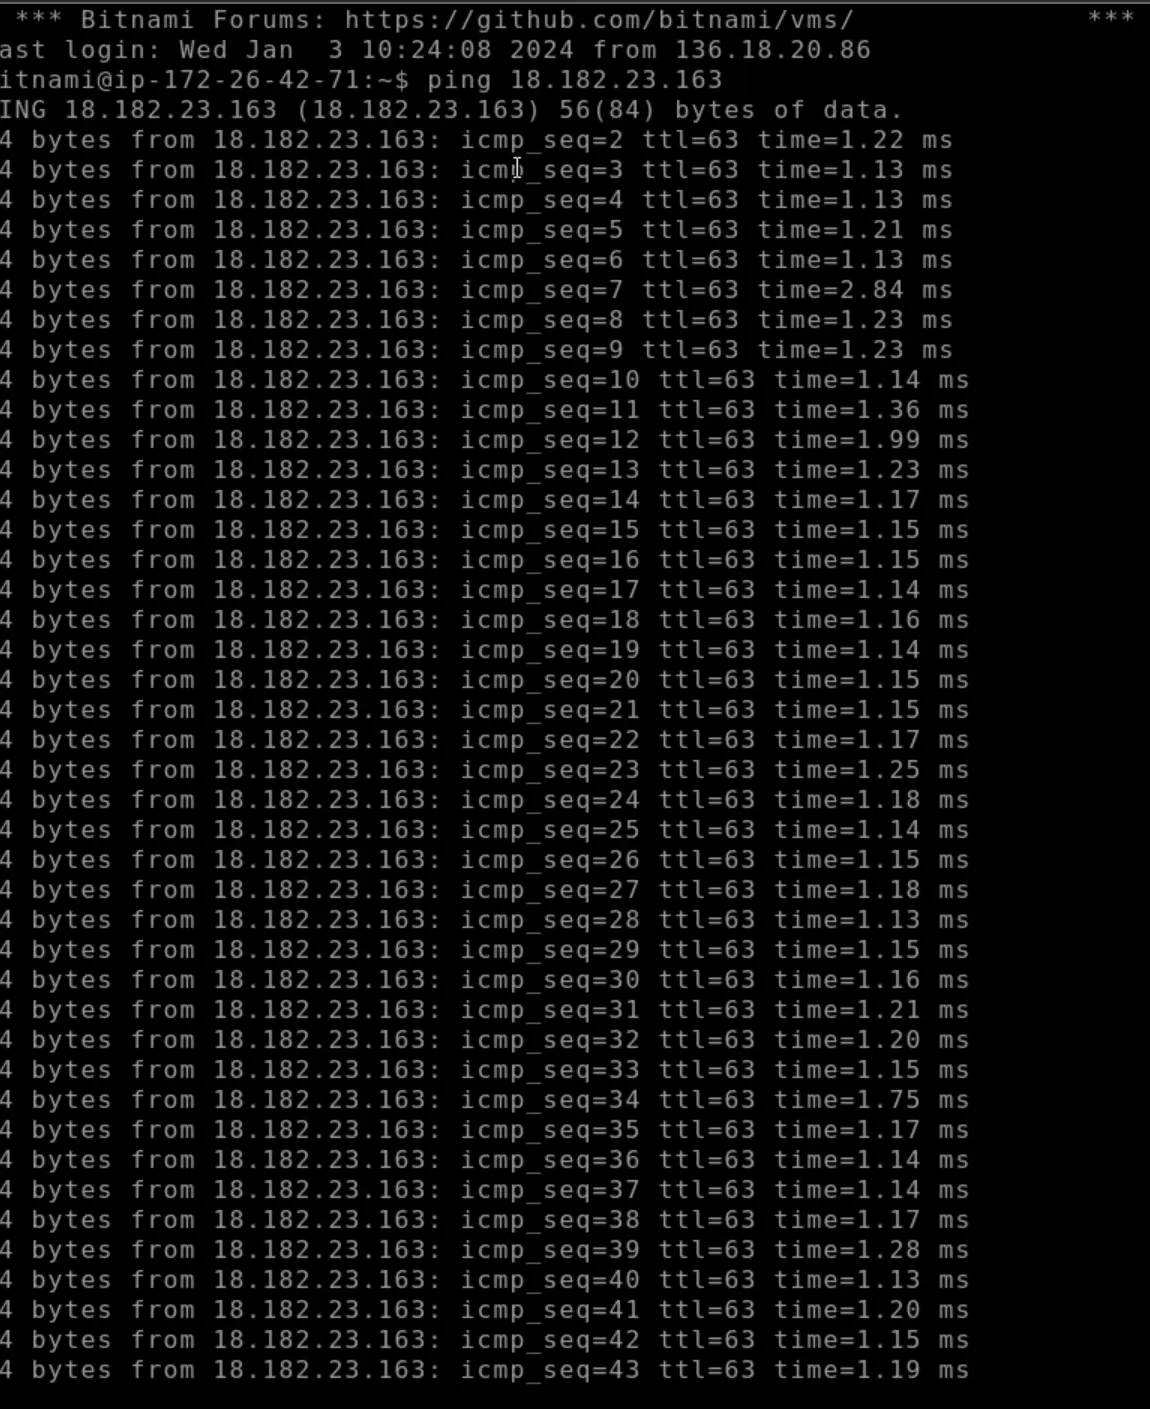 *** Bitnami Forums: https://github.com/bitnami/vms/ ***
ast login: Wed Jan  3 10:24:08 2024 from 136.18.20.86
itnami@ip-172-26-42-71:~$ ping 18.182.23.163
ING 18.182.23.163 (18.182.23.163) 56(84) bytes of data.
4 bytes from 18.182.23.163: icmp_seq=2 ttl=63 time=1.22 ms
4 bytes from 18.182.23.163: icmp_seq=3 ttl=63 time=1.13 ms
4 bytes from 18.182.23.163: icmp_seq=4 ttl=63 time=1.13 ms
4 bytes from 18.182.23.163: icmp_seq=5 ttl=63 time=1.21 ms
4 bytes from 18.182.23.163: icmp_seq=6 ttl=63 time=1.13 ms
4 bytes from 18.182.23.163: icmp_seq=7 ttl=63 time=2.84 ms
4 bytes from 18.182.23.163: icmp_seq=8 ttl=63 time=1.23 ms
4 bytes from 18.182.23.163: icmp_seq=9 ttl=63 time=1.23 ms
4 bytes from 18.182.23.163: icmp_seq=10 ttl=63 time=1.14 ms
4 bytes from 18.182.23.163: icmp_seq=11 ttl=63 time=1.36 ms
4 bytes from 18.182.23.163: icmp_seq=12 ttl=63 time=1.99 ms
4 bytes from 18.182.23.163: icmp_seq=13 ttl=63 time=1.23 ms
4 bytes from 18.182.23.163: icmp_seq=14 ttl=63 time=1.17 ms
4 bytes from 18.182.23.163: icmp_seq=15 ttl=63 time=1.15 ms
4 bytes from 18.182.23.163: icmp_seq=16 ttl=63 time=1.15 ms
4 bytes from 18.182.23.163: icmp_seq=17 ttl=63 time=1.14 ms
4 bytes from 18.182.23.163: icmp_seq=18 ttl=63 time=1.16 ms
4 bytes from 18.182.23.163: icmp_seq=19 ttl=63 time=1.14 ms
4 bytes from 18.182.23.163: icmp_seq=20 ttl=63 time=1.15 ms
4 bytes from 18.182.23.163: icmp_seq=21 ttl=63 time=1.15 ms
4 bytes from 18.182.23.163: icmp_seq=22 ttl=63 time=1.17 ms
4 bytes from 18.182.23.163: icmp_seq=23 ttl=63 time=1.25 ms
4 bytes from 18.182.23.163: icmp_seq=24 ttl=63 time=1.18 ms
4 bytes from 18.182.23.163: icmp_seq=25 ttl=63 time=1.14 ms
4 bytes from 18.182.23.163: icmp_seq=26 ttl=63 time=1.15 ms
4 bytes from 18.182.23.163: icmp_seq=27 ttl=63 time=1.18 ms
4 bytes from 18.182.23.163: icmp_seq=28 ttl=63 time=1.13 ms
4 bytes from 18.182.23.163: icmp_seq=29 ttl=63 time=1.15 ms
4 bytes from 18.182.23.163: icmp_seq=30 ttl=63 time=1.16 ms
4 bytes from 18.182.23.163: icmp_seq=31 ttl=63 time=1.21 ms
4 bytes from 18.182.23.163: icmp_seq=32 ttl=63 time=1.20 ms
4 bytes from 18.182.23.163: icmp_seq=33 ttl=63 time=1.15 ms
4 bytes from 18.182.23.163: icmp_seq=34 ttl=63 time=1.75 ms
4 bytes from 18.182.23.163: icmp_seq=35 ttl=63 time=1.17 ms
4 bytes from 18.182.23.163: icmp_seq=36 ttl=63 time=1.14 ms
4 bytes from 18.182.23.163: icmp_seq=37 ttl=63 time=1.14 ms
4 bytes from 18.182.23.163: icmp_seq=38 ttl=63 time=1.17 ms
4 bytes from 18.182.23.163: icmp_seq=39 ttl=63 time=1.28 ms
4 bytes from 18.182.23.163: icmp_seq=40 ttl=63 time=1.13 ms
4 bytes from 18.182.23.163: icmp_seq=41 ttl=63 time=1.20 ms
4 bytes from 18.182.23.163: icmp_seq=42 ttl=63 time=1.15 ms
4 bytes from 18.182.23.163: icmp_seq=43 ttl=63 time=1.19 ms